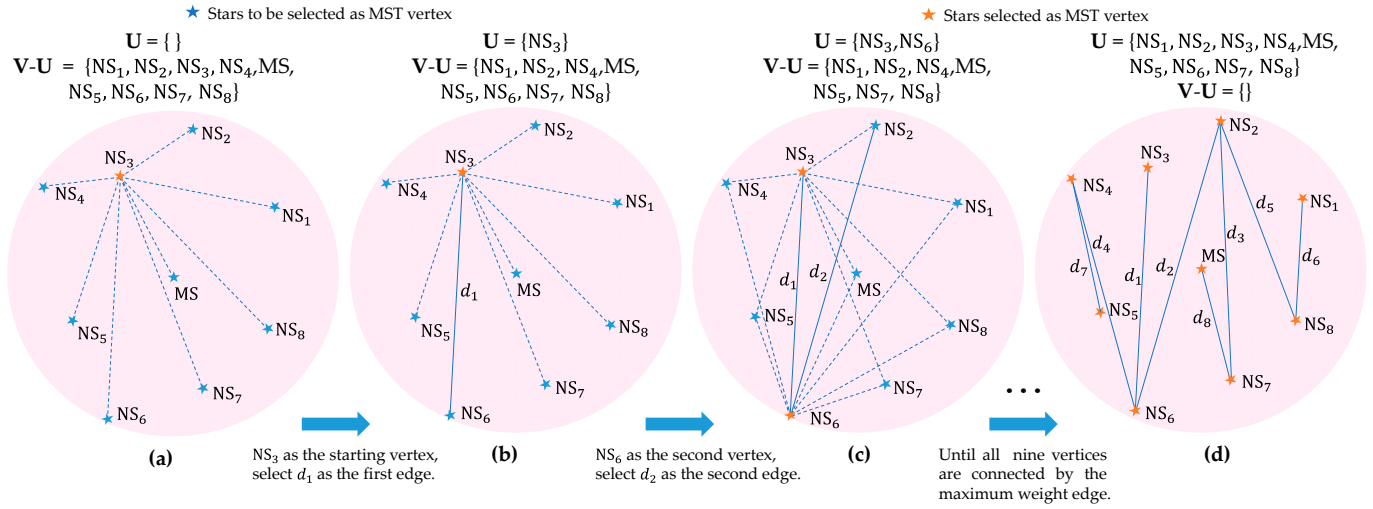 Stars to be selected as MST vertex
Stars selected as MST vertex
U = { }
V-U = {NS₁, NS₂, NS₃, NS₄,MS,
NS₅, NS₆, NS₇, NS₈}
NS₂
NS₃
NS₄
NS₁
MS
NS₅
NS₈
NS₇
NS₆
(a)
NS₃ as the starting vertex,
select d₁ as the first edge.
U = {NS₃}
V-U = {NS₁, NS₂, NS₄,MS,
NS₅, NS₆, NS₇, NS₈}
NS₂
NS₃
NS₄
NS₁
MS
d₁
NS₅
NS₈
NS₇
NS₆
(b)
NS₆ as the second vertex,
select d₂ as the second edge.
U = {NS₃,NS₆}
V-U = {NS₁, NS₂, NS₄,MS,
NS₅, NS₇, NS₈}
NS₂
NS₃
NS₄
NS₁
d₁
d₂
MS
NS₅
NS₈
NS₇
NS₆
(c)
...
Until all nine vertices
are connected by the
maximum weight edge.
U = {NS₁, NS₂, NS₃, NS₄,MS,
NS₅, NS₆, NS₇, NS₈}
V-U = {}
NS₂
NS₃
NS₄
NS₁
d₅
d₃
d₄
d₇
d₁
d₂
MS
d₆
NS₅
d₈
NS₈
NS₇
NS₆
(d)